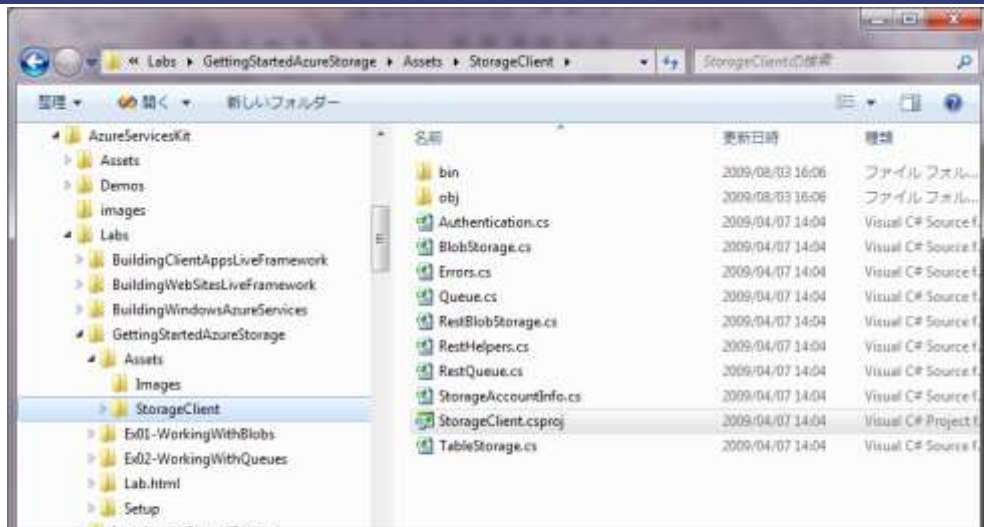 « Labs ▸ GettingStartedAzureStorage ▸ Assets ▸ StorageClient ▸
StorageClientの検索
整理 ▾ 開く ▾ 新しいフォルダー
AzureServicesKit
Assets
Demos
images
Labs
BuildingClientAppsLiveFramework
BuildingWebSitesLiveFramework
BuildingWindowsAzureServices
GettingStartedAzureStorage
Assets
Images
StorageClient
Ex01-WorkingWithBlobs
Ex02-WorkingWithQueues
Lab.html
Setup
名前 更新日時 種類
bin 2009/08/03 16:06 ファイル フォル...
obj 2009/08/03 16:06 ファイル フォル...
Authentication.cs 2009/04/07 14:04 Visual C# Source f.
BlobStorage.cs 2009/04/07 14:04 Visual C# Source f.
Errors.cs 2009/04/07 14:04 Visual C# Source f.
Queue.cs 2009/04/07 14:04 Visual C# Source f.
RestBlobStorage.cs 2009/04/07 14:04 Visual C# Source f.
RestHelpers.cs 2009/04/07 14:04 Visual C# Source f.
RestQueue.cs 2009/04/07 14:04 Visual C# Source f.
StorageAccountInfo.cs 2009/04/07 14:04 Visual C# Source f.
StorageClient.csproj 2009/04/07 14:04 Visual C# Project f.
TableStorage.cs 2009/04/07 14:04 Visual C# Source f.